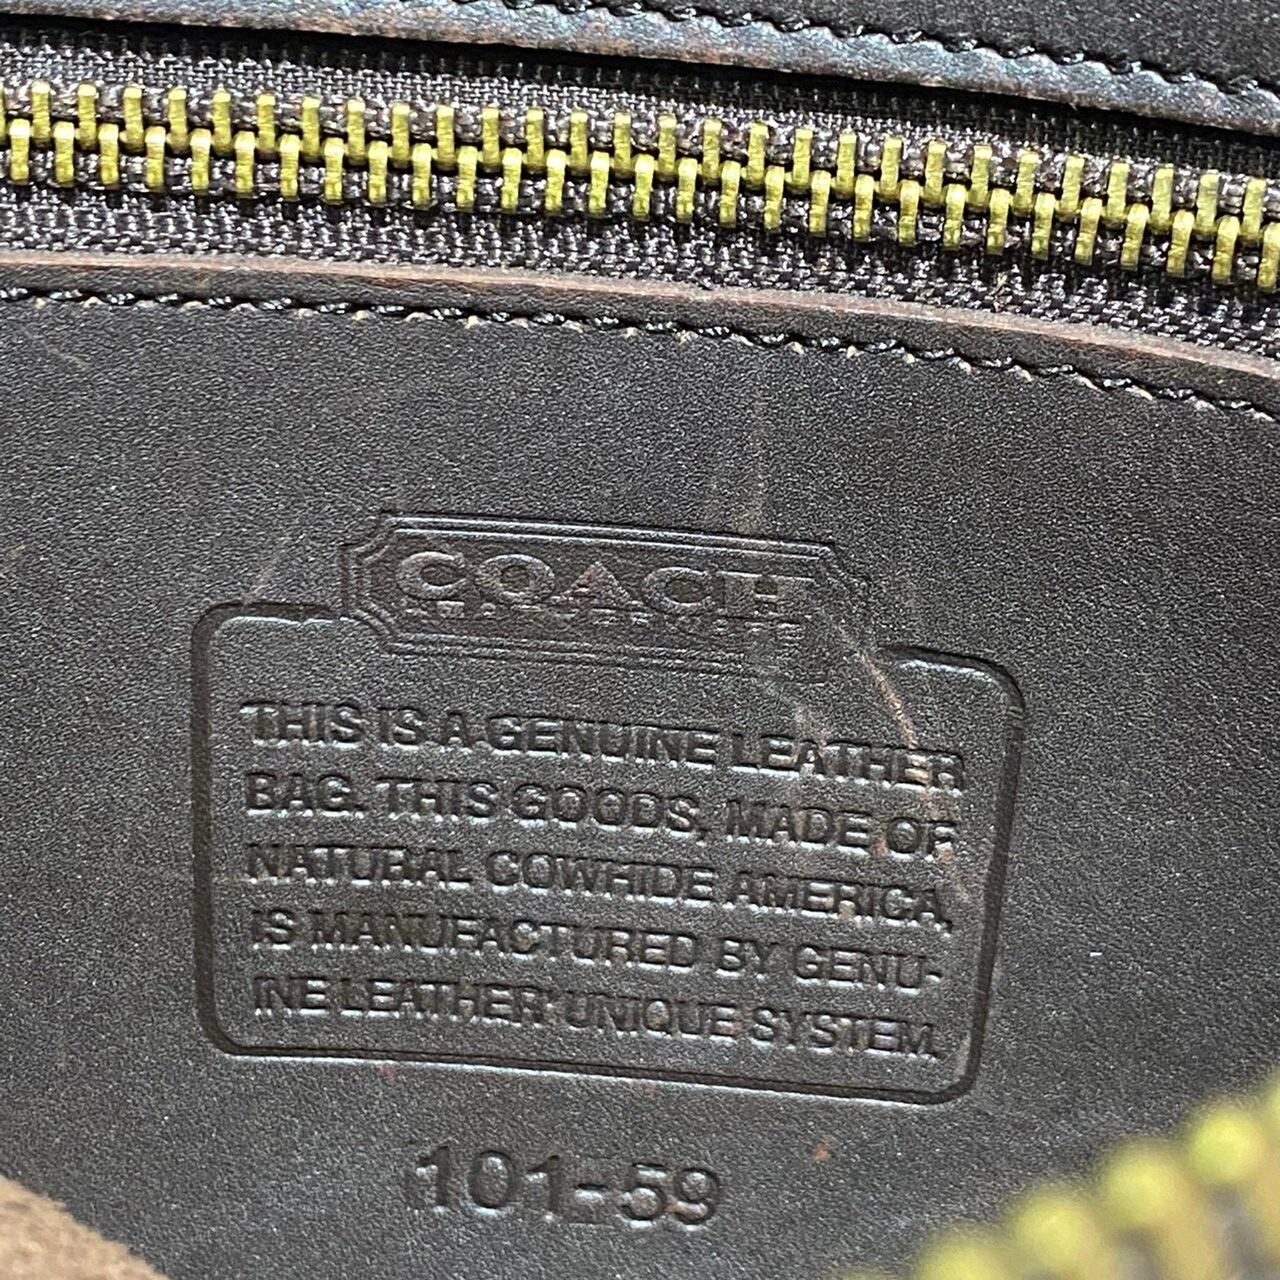 COACH
THIS IS A GENUINE LEATHER
BAG. THIS GOODS, MADE OF
NATURAL COWHIDE AMERICA,
IS MANUFACTURED BY GENU-
INE LEATHER UNIQUE SYSTEM.
101-59